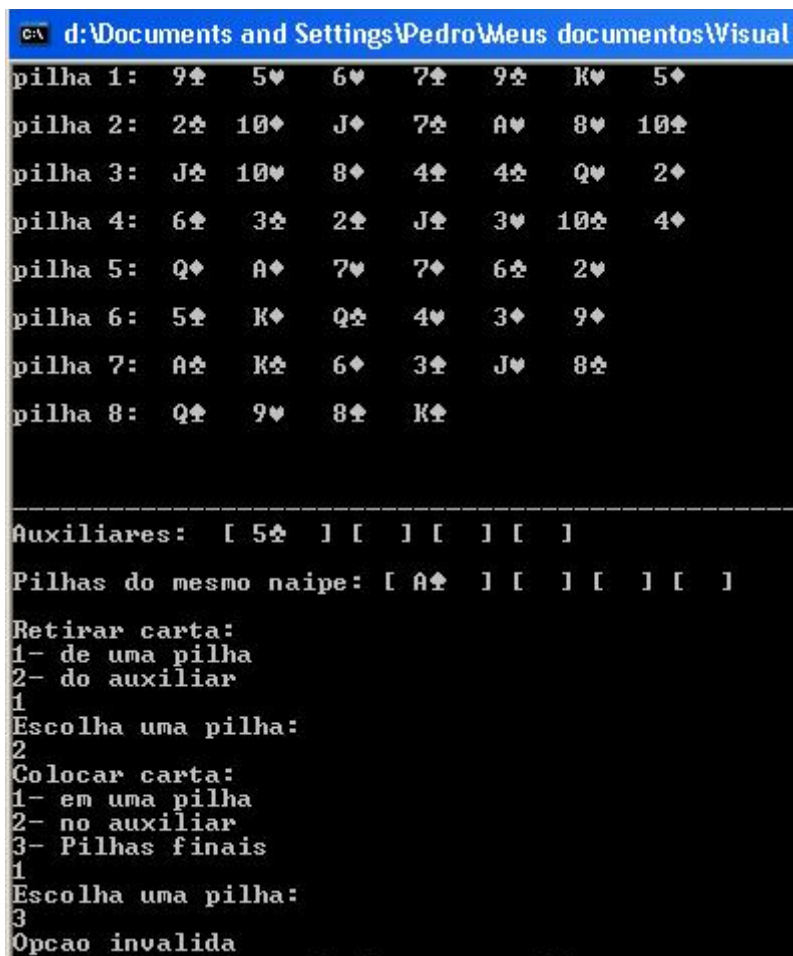 d:\Documents and Settings\Pedro\Meus documentos\Visual
pilha 1: 9♠ 5♥ 6♥ 7♠ 9♣ K♥ 5♦
pilha 2: 2♣ 10♦ J♦ 7♣ A♥ 8♥ 10♠
pilha 3: J♣ 10♥ 8♦ 4♠ 4♣ Q♥ 2♦
pilha 4: 6♠ 3♣ 2♠ J♠ 3♥ 10♣ 4♦
pilha 5: Q♦ A♦ 7♥ 7♦ 6♣ 2♥
pilha 6: 5♠ K♦ Q♣ 4♥ 3♦ 9♦
pilha 7: A♣ K♣ 6♦ 3♠ J♥ 8♣
pilha 8: Q♠ 9♥ 8♠ K♠
Auxiliares: [ 5♣ ] [ ] [ ] [ ]
Pilhas do mesmo naipe: [ A♠ ] [ ] [ ] [ ]
Retirar carta:
1- de uma pilha
2- do auxiliar
1
Escolha uma pilha:
2
Colocar carta:
1- em uma pilha
2- no auxiliar
3- Pilhas finais
1
Escolha uma pilha:
3
Opcao invalida